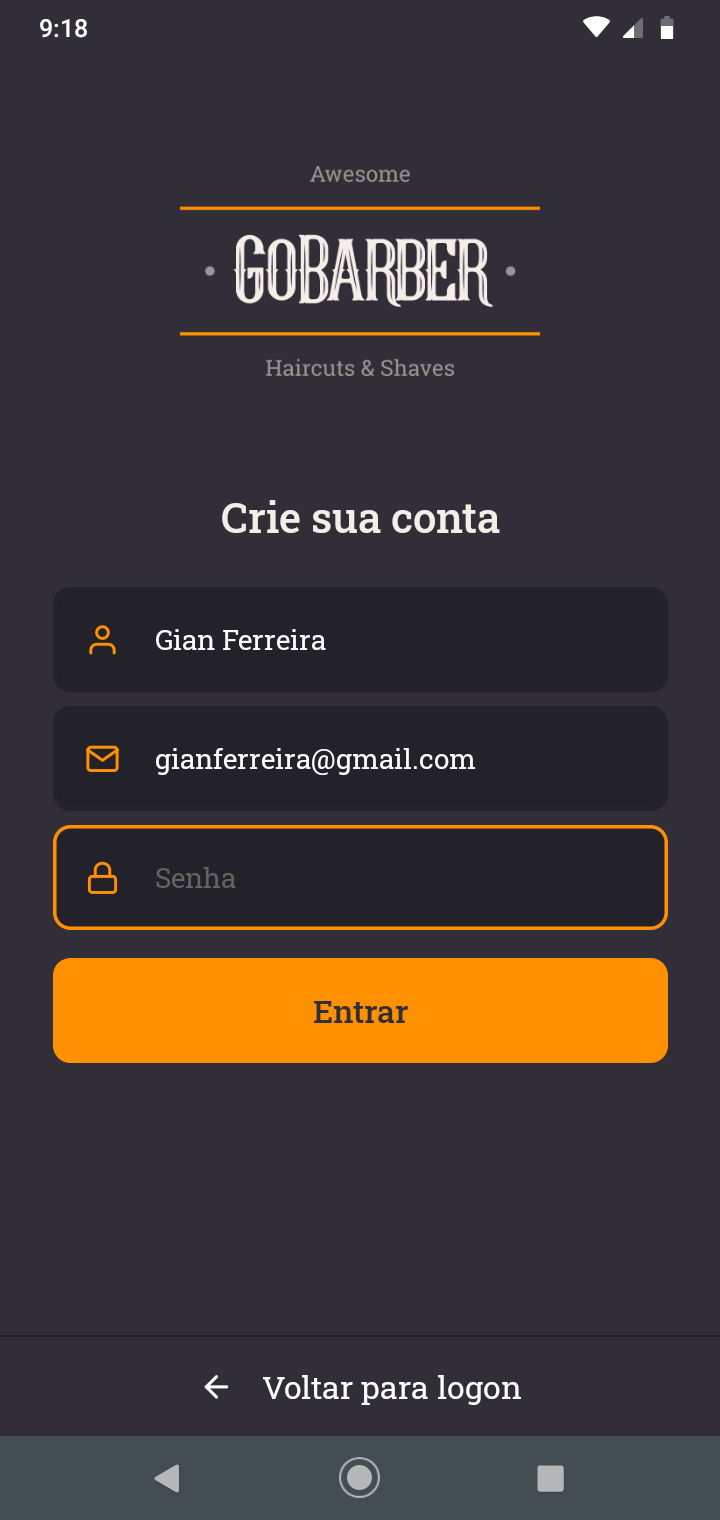 9:18
Awesome
GOBARBER
Haircuts & Shaves
Crie sua conta
Gian Ferreira
gianferreira@gmail.com
Senha
Entrar
Voltar para logon